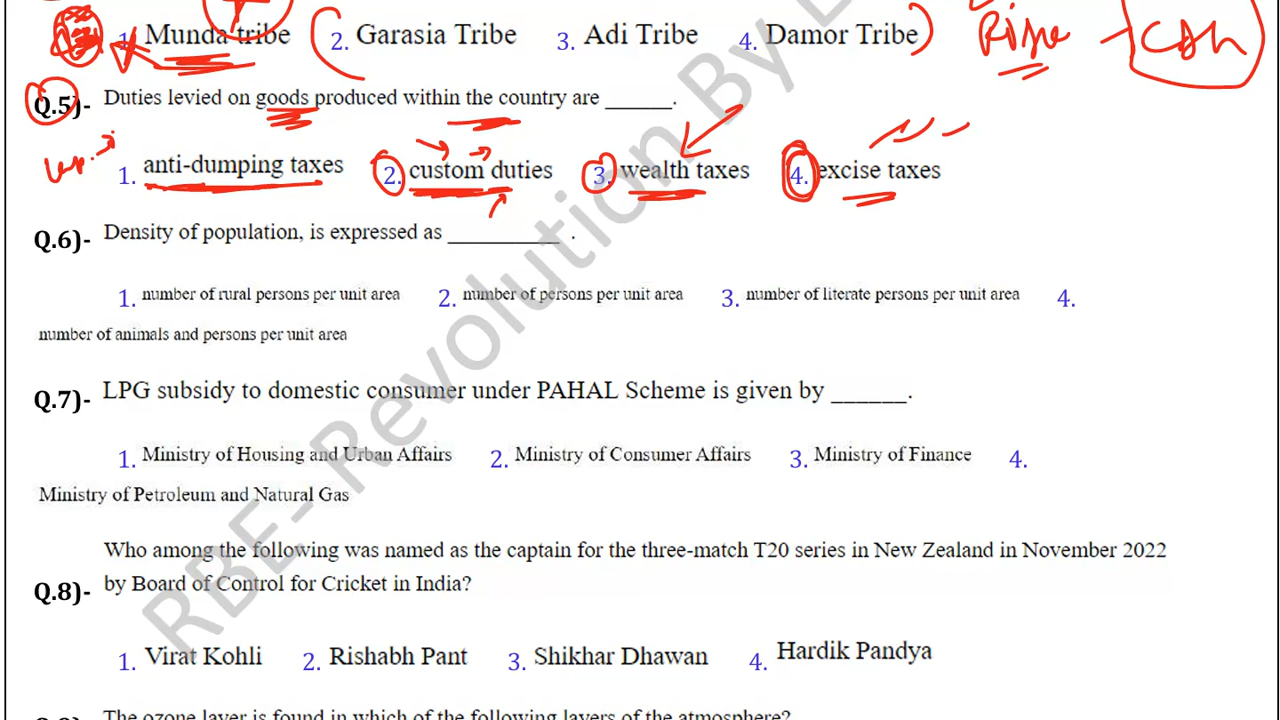 1. Munda tribe 2. Garasia Tribe 3. Adi Tribe 4. Damor Tribe
Q.5)- Duties levied on goods produced within the country are ______.
1. anti-dumping taxes 2. custom duties 3. wealth taxes 4. excise taxes
Q.6)- Density of population, is expressed as __________ .
1. number of rural persons per unit area 2. number of persons per unit area 3. number of literate persons per unit area 4.
number of animals and persons per unit area
Q.7)- LPG subsidy to domestic consumer under PAHAL Scheme is given by ______.
1. Ministry of Housing and Urban Affairs 2. Ministry of Consumer Affairs 3. Ministry of Finance 4.
Ministry of Petroleum and Natural Gas
Who among the following was named as the captain for the three-match T20 series in New Zealand in November 2022
Q.8)- by Board of Control for Cricket in India?
1. Virat Kohli 2. Rishabh Pant 3. Shikhar Dhawan 4. Hardik Pandya
The ozone layer is found in which of the following layers of the atmosphere?
RBE- Revolution By